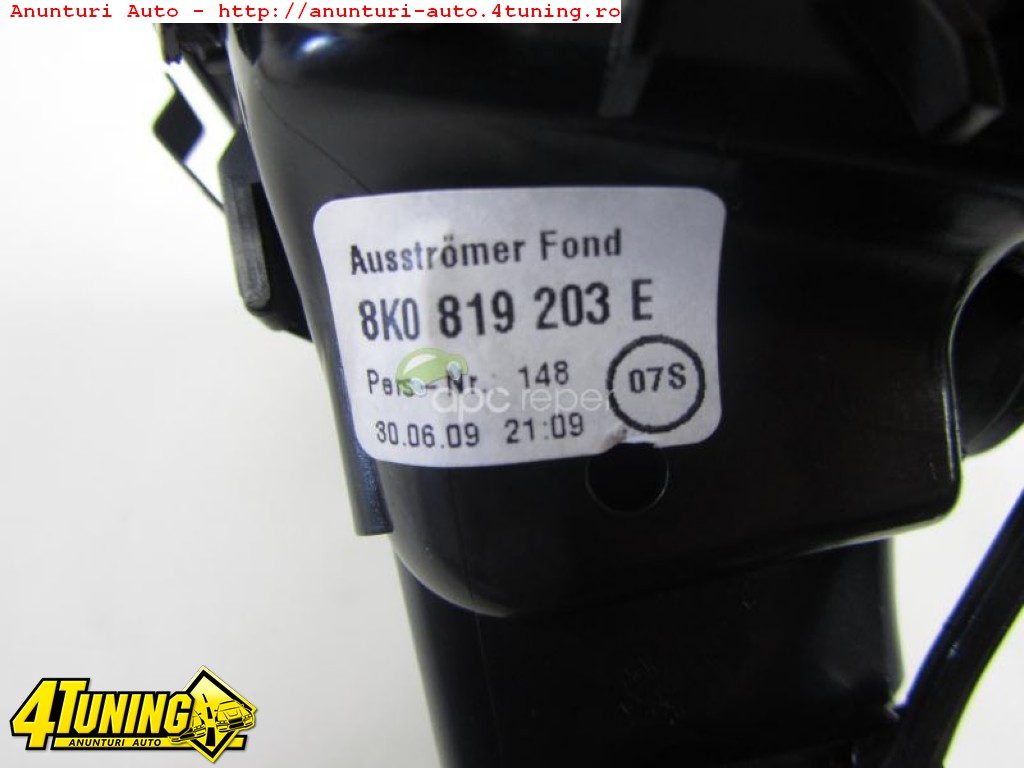 Anunturi Auto - http://anunturi-auto.4tuning.ro
Ausströmer Fond
8K0 819 203 E
Pers.-Nr.: 148
07S
30.06.09 21:09
apc reper
4TUNING
ANUNTURI AUTO